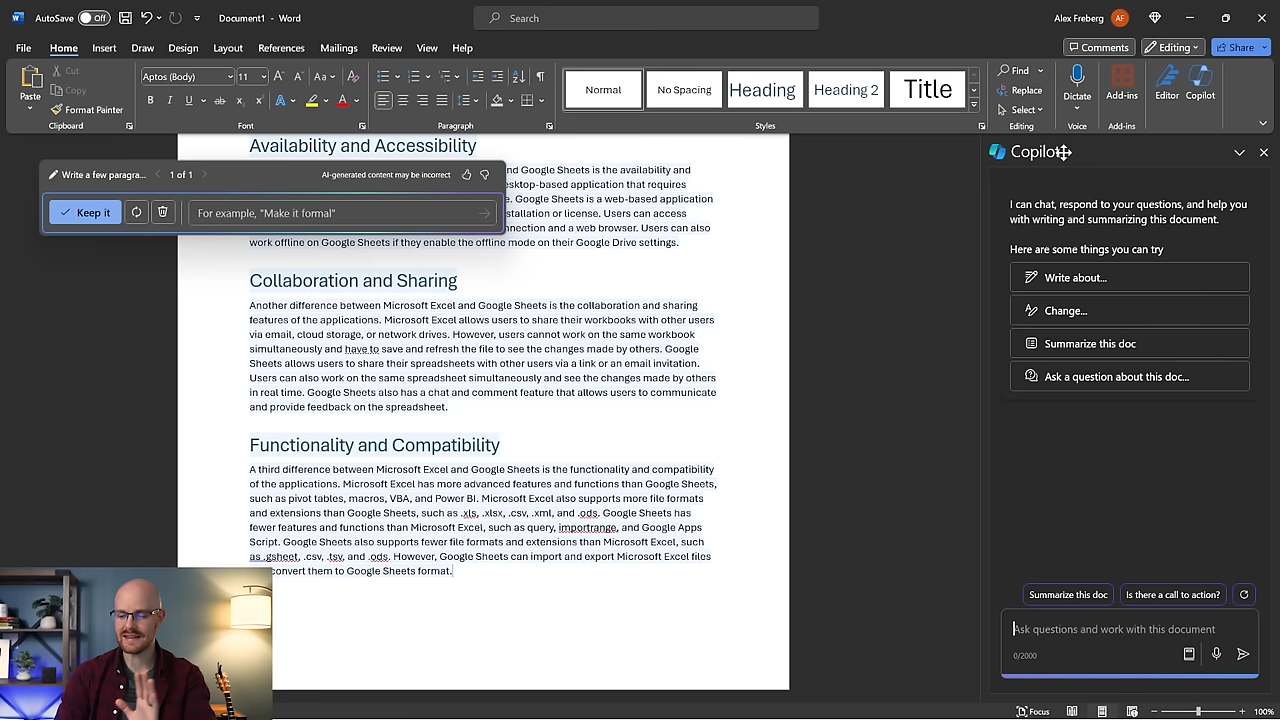 AutoSave Off Document1 - Word Search Alex Freberg AF
File Home Insert Draw Design Layout References Mailings Review View Help Comments Editing Share
Paste Cut Copy Format Painter Clipboard
Aptos (Body) 11 Font
Paragraph
Normal No Spacing Heading Heading 2 Title Styles
Find Replace Select Editing
Dictate Voice
Add-ins Add-ins
Editor Copilot
Availability and Accessibility
Write a few paragra... 1 of 1 AI-generated content may be incorrect
Keep it For example, "Make it formal"
nd Google Sheets is the availability and
esktop-based application that requires
e. Google Sheets is a web-based application
stallation or license. Users can access
nnection and a web browser. Users can also
work offline on Google Sheets if they enable the offline mode on their Google Drive settings.
Collaboration and Sharing
Another difference between Microsoft Excel and Google Sheets is the collaboration and sharing
features of the applications. Microsoft Excel allows users to share their workbooks with other users
via email, cloud storage, or network drives. However, users cannot work on the same workbook
simultaneously and have to save and refresh the file to see the changes made by others. Google
Sheets allows users to share their spreadsheets with other users via a link or an email invitation.
Users can also work on the same spreadsheet simultaneously and see the changes made by others
in real time. Google Sheets also has a chat and comment feature that allows users to communicate
and provide feedback on the spreadsheet.
Functionality and Compatibility
A third difference between Microsoft Excel and Google Sheets is the functionality and compatibility
of the applications. Microsoft Excel has more advanced features and functions than Google Sheets,
such as pivot tables, macros, VBA, and Power BI. Microsoft Excel also supports more file formats
and extensions than Google Sheets, such as .xls, .xlsx, .csv, .xml, and .ods. Google Sheets has
fewer features and functions than Microsoft Excel, such as query, importrange, and Google Apps
Script. Google Sheets also supports fewer file formats and extensions than Microsoft Excel, such
as .gsheet, .csv, .tsv, and .ods. However, Google Sheets can import and export Microsoft Excel files
convert them to Google Sheets format.
Copilot
I can chat, respond to your questions, and help you
with writing and summarizing this document.
Here are some things you can try
Write about...
Change...
Summarize this doc
Ask a question about this doc...
Summarize this doc Is there a call to action?
Ask questions and work with this document
0/2000
Focus 100%